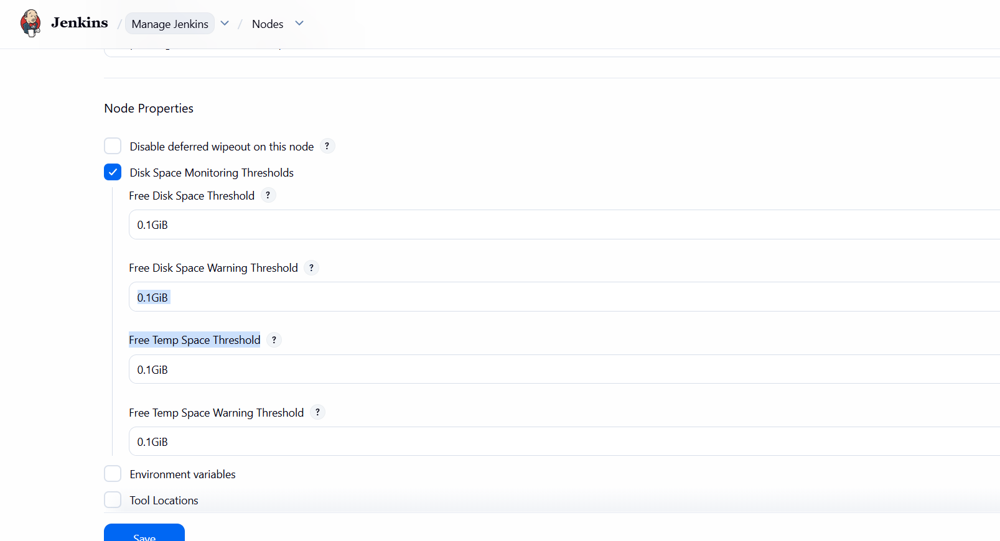 Jenkins / Manage Jenkins / Nodes
Node Properties
Disable deferred wipeout on this node ?
Disk Space Monitoring Thresholds
Free Disk Space Threshold ?
0.1GiB
Free Disk Space Warning Threshold ?
0.1GiB
Free Temp Space Threshold ?
0.1GiB
Free Temp Space Warning Threshold ?
0.1GiB
Environment variables
Tool Locations
Save